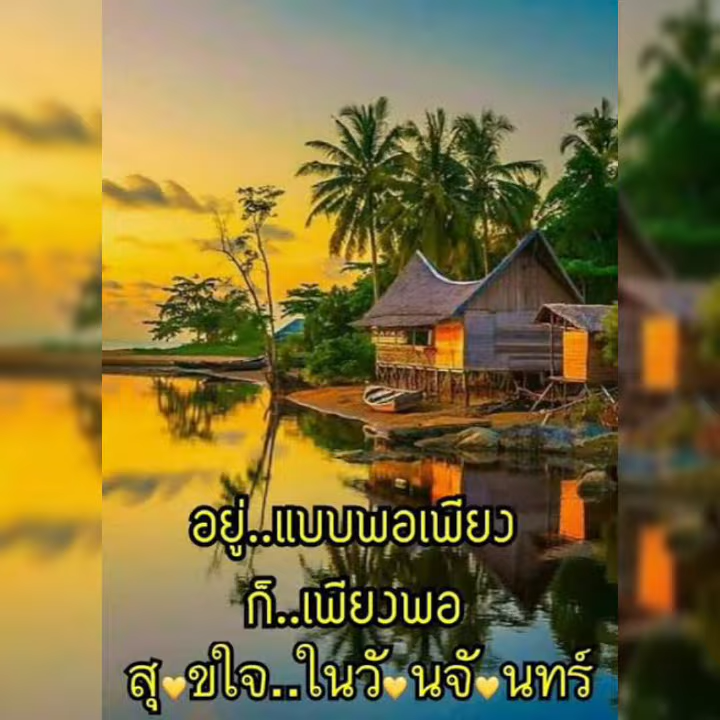 อยู่..แบบพอเพียง
ก็..เพียงพอ
สุ💛ขใจ..ในวั💛นจั💛นทร์